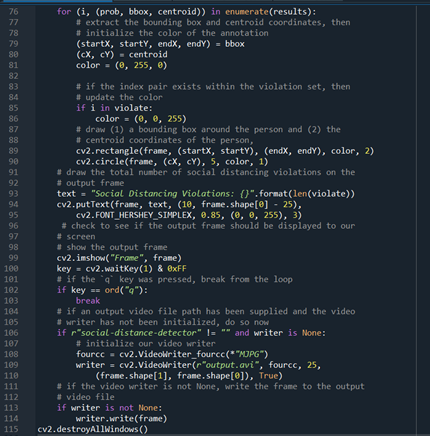 76 for (i, (prob, bbox, centroid)) in enumerate(results):
77 # extract the bounding box and centroid coordinates, then
78 # initialize the color of the annotation
79 (startX, startY, endX, endY) = bbox
80 (cX, cY) = centroid
81 color = (0, 255, 0)
82
83 # if the index pair exists within the violation set, then
84 # update the color
85 if i in violate:
86 color = (0, 0, 255)
87 # draw (1) a bounding box around the person and (2) the
88 # centroid coordinates of the person,
89 cv2.rectangle(frame, (startX, startY), (endX, endY), color, 2)
90 cv2.circle(frame, (cX, cY), 5, color, 1)
91 # draw the total number of social distancing violations on the
92 # output frame
93 text = "Social Distancing Violations: {}".format(len(violate))
94 cv2.putText(frame, text, (10, frame.shape[0] - 25),
95 cv2.FONT_HERSHEY_SIMPLEX, 0.85, (0, 0, 255), 3)
96 # check to see if the output frame should be displayed to our
97 # screen
98 # show the output frame
99 cv2.imshow("Frame", frame)
100 key = cv2.waitKey(1) & 0xFF
101 # if the `q` key was pressed, break from the loop
102 if key == ord("q"):
103 break
104 # if an output video file path has been supplied and the video
105 # writer has not been initialized, do so now
106 if r"social-distance-detector" != "" and writer is None:
107 # initialize our video writer
108 fourcc = cv2.VideoWriter_fourcc(*"MJPG")
109 writer = cv2.VideoWriter(r"output.avi", fourcc, 25,
110 (frame.shape[1], frame.shape[0]), True)
111 # if the video writer is not None, write the frame to the output
112 # video file
113 if writer is not None:
114 writer.write(frame)
115 cv2.destroyAllWindows()